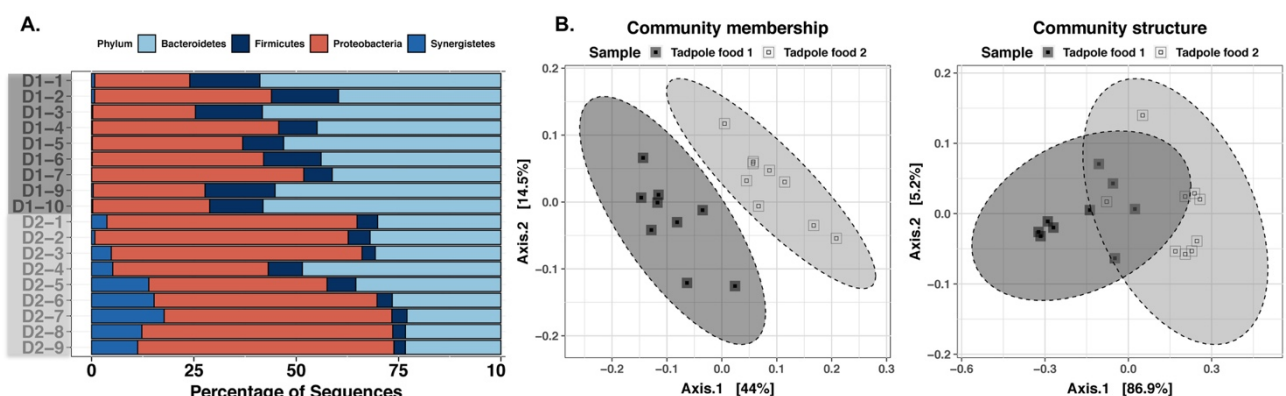 A.
Phylum Bacteroidetes Firmicutes Proteobacteria Synergistetes
D1-1
D1-2
D1-3
D1-4
D1-5
D1-6
D1-7
D1-9
D1-10
D2-1
D2-2
D2-3
D2-4
D2-5
D2-6
D2-7
D2-8
D2-9
0 25 50 75 10
Percentage of Sequences
B.
Community membership
Sample Tadpole food 1 Tadpole food 2
Axis.2 [14.5%]
0.2
0.1
0.0
-0.1
-0.2
-0.2 -0.1 0.0 0.1 0.2 0.3
Axis.1 [44%]
Community structure
Sample Tadpole food 1 Tadpole food 2
Axis.2 [5.2%]
0.2
0.1
0.0
-0.1
-0.2
-0.6 -0.3 0.0 0.3
Axis.1 [86.9%]